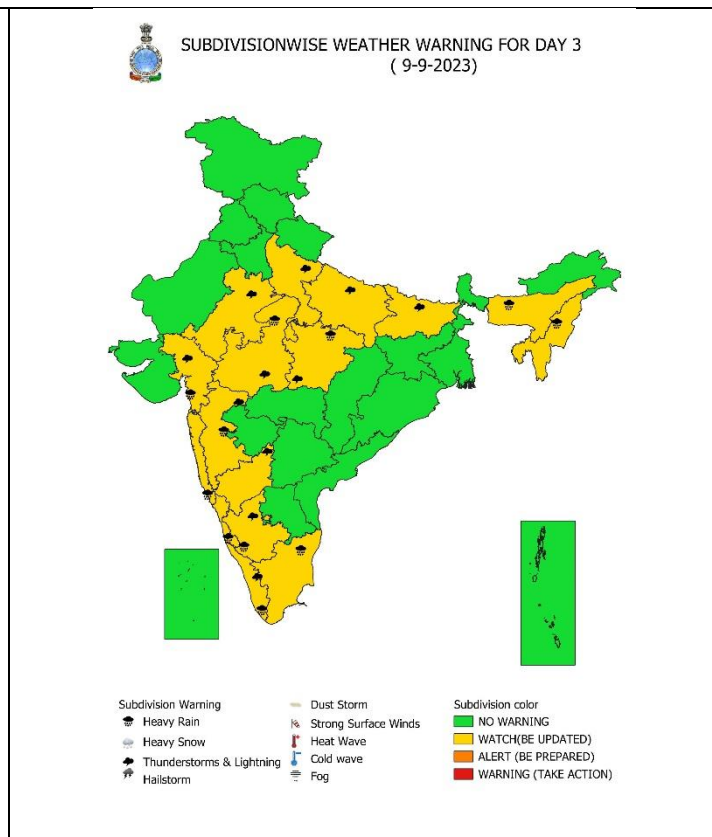 SUBDIVISIONWISE WEATHER WARNING FOR DAY 3
( 9-9-2023)
Subdivision Warning
Heavy Rain
Heavy Snow
Thunderstorms & Lightning
Hailstorm
Dust Storm
Strong Surface Winds
Heat Wave
Cold wave
Fog
Subdivision color
NO WARNING
WATCH(BE UPDATED)
ALERT (BE PREPARED)
WARNING (TAKE ACTION)